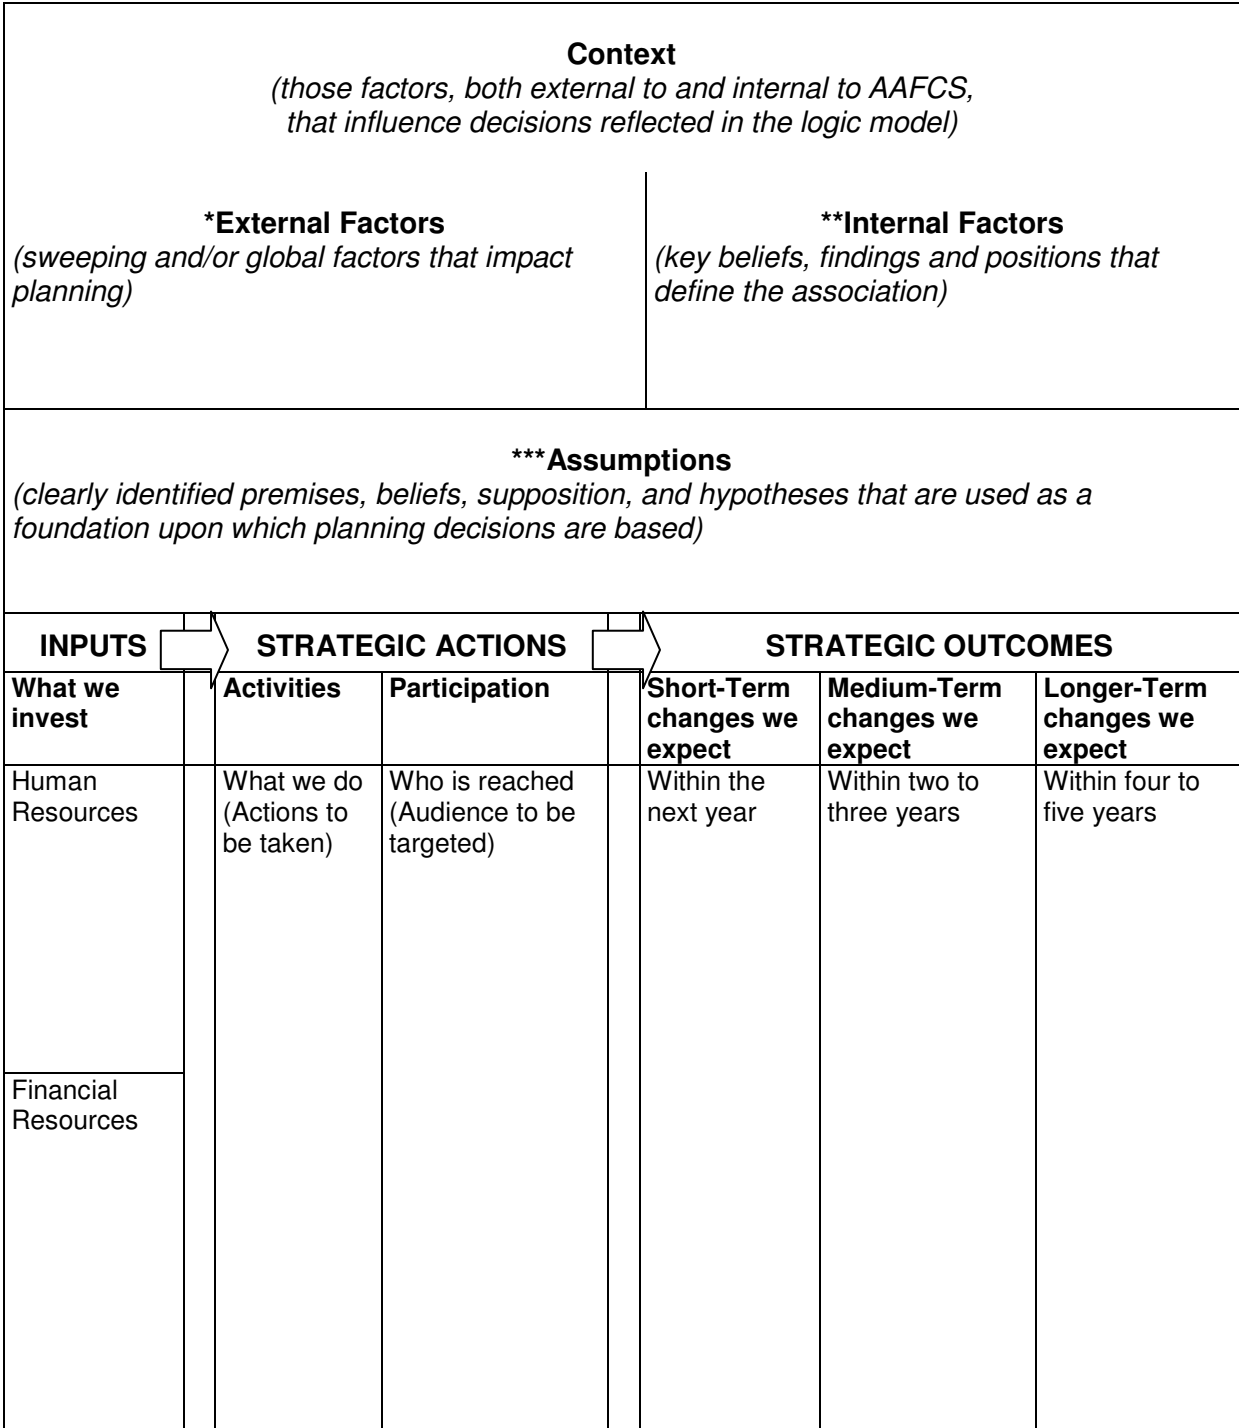 Context
(those factors, both external to and internal to AAFCS,
that influence decisions reflected in the logic model)
*External Factors
(sweeping and/or global factors that impact
planning)
**Internal Factors
(key beliefs, findings and positions that
define the association)
***Assumptions
(clearly identified premises, beliefs, supposition, and hypotheses that are used as a
foundation upon which planning decisions are based)
INPUTS
STRATEGIC ACTIONS
STRATEGIC OUTCOMES
What we
invest
Activities
Participation
Short-Term
changes we
expect
Medium-Term
changes we
expect
Longer-Term
changes we
expect
Human
Resources
What we do
(Actions to
be taken)
Who is reached
(Audience to be
targeted)
Within the
next year
Within two to
three years
Within four to
five years
Financial
Resources